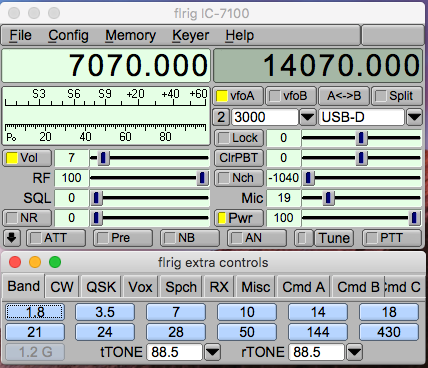 flrig IC-7100
File Config Memory Keyer Help
7070.000 14070.000
S3 S6 S9 +20 +40 +60
Po 20 40 60 80
vfoA vfoB A<->B Split
2 3000 USB-D
Lock 0
Vol 7 ClrPBT 0
RF 100 Nch -1040
SQL 0 Mic 19
NR 0 Pwr 100
ATT Pre NB AN Tune PTT
flrig extra controls
Band CW QSK Vox Spch RX Misc Cmd A Cmd B Cmd C
1.8 3.5 7 10 14 18
21 24 28 50 144 430
1.2 G tTONE 88.5 rTONE 88.5